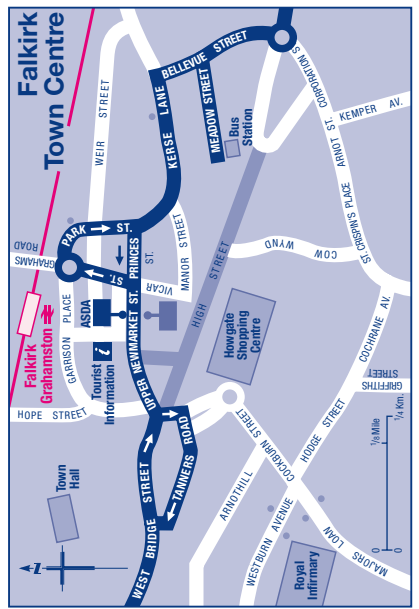 Falkirk
Town Centre
BELLEVUE STREET
CORPORATION S.
KEMPER AV.
ARNOT ST.
MEADOW STREET
Bus
Station
WEIR STREET
KERSE LANE
PARK ST.
ST.
GRAHAMS
ROAD
PRINCES
ST.
VICAR
MANOR STREET
HIGH STREET
COW WYND
ST. CRISPIN'S PLACE
Falkirk
Grahamston
GARRISON PLACE
ASDA
i
Tourist
Information
UPPER NEWMARKET ST.
Howgate
Shopping
Centre
COCHRANE AV.
GRIFFITHS
STREET
HOPE STREET
TANNERS ROAD
WEST BRIDGE STREET
COCKBURN STREET
HODGE STREET
ARNOTHILL
WESTBURN AVENUE
MAJORS LOAN
Royal
Infirmary
Town
Hall
N
0
1/8 Mile
0
1/4 Km.